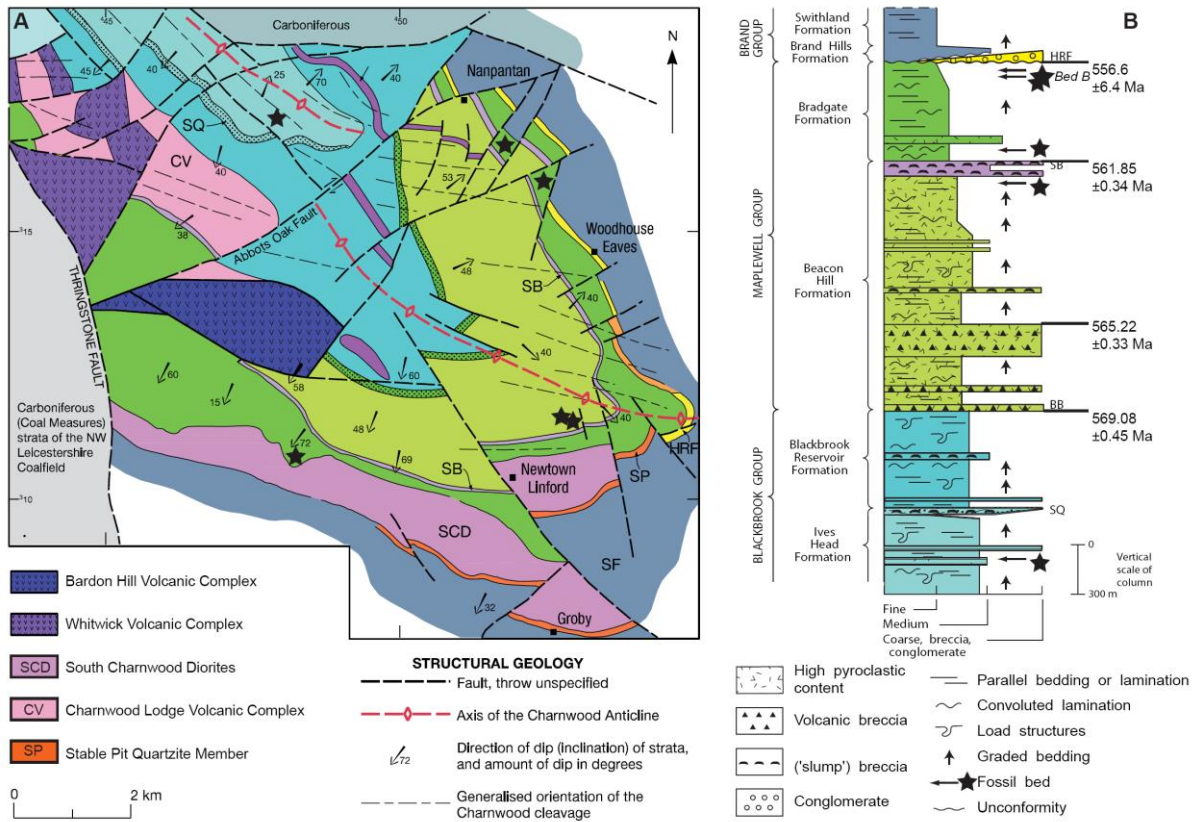 A
⁴45
⁴50
Carboniferous
N
Nanpantan
45
40
25
70
40
SQ
CV
40
53
³15
38
Abbots Oak Fault
Woodhouse
Eaves
48
SB
40
THRINGSTONE FAULT
60
58
60
40
15
48
40
HRF
Carboniferous
(Coal Measures)
strata of the NW
Leicestershire
Coalfield
72
69
SB
Newtown
Linford
SP
³10
SCD
SF
32
Groby
Bardon Hill Volcanic Complex
Whitwick Volcanic Complex
SCD South Charnwood Diorites
CV Charnwood Lodge Volcanic Complex
SP Stable Pit Quartzite Member
0 2 km
STRUCTURAL GEOLOGY
Fault, throw unspecified
Axis of the Charnwood Anticline
72 Direction of dip (inclination) of strata,
and amount of dip in degrees
Generalised orientation of the
Charnwood cleavage
B
BRAND
GROUP
Swithland
Formation
Brand Hills
Formation
HRF
556.6
±6.4 Ma
Bed B
Bradgate
Formation
SB
561.85
±0.34 Ma
MAPLEWELL GROUP
Beacon
Hill
Formation
565.22
±0.33 Ma
BB
569.08
±0.45 Ma
BLACKBROOK GROUP
Blackbrook
Reservoir
Formation
SQ
Ives
Head
Formation
0
Vertical
scale of
column
300 m
Fine
Medium
Coarse, breccia,
conglomerate
High pyroclastic
content
Volcanic breccia
('slump') breccia
Conglomerate
Parallel bedding or lamination
Convoluted lamination
Load structures
Graded bedding
Fossil bed
Unconformity